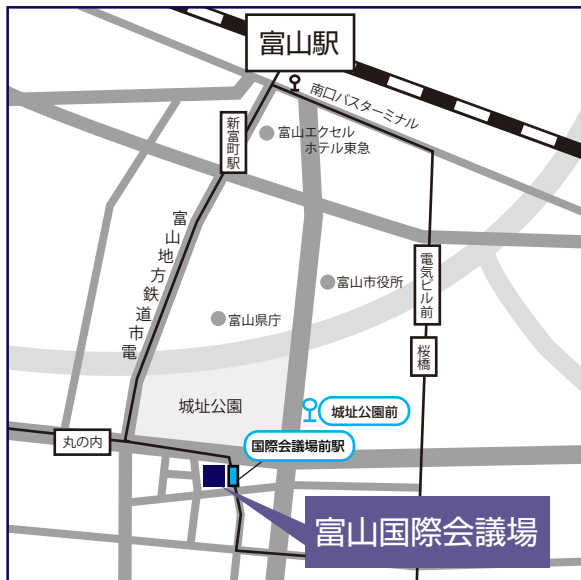 富山駅
南口バスターミナル
新富町駅
富山エクセル
ホテル東急
富山地方鉄道市電
電気ビル前
富山市役所
富山県庁
桜橋
城址公園
城址公園前
丸の内
国際会議場前駅
富山国際会議場